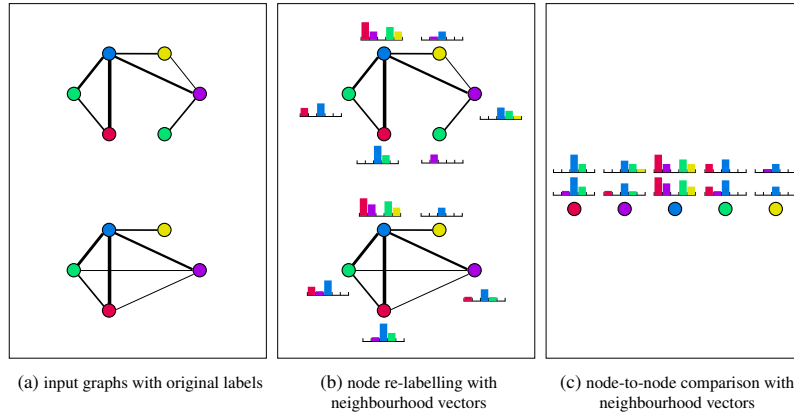 (a) input graphs with original labels
(b) node re-labelling with
neighbourhood vectors
(c) node-to-node comparison with
neighbourhood vectors